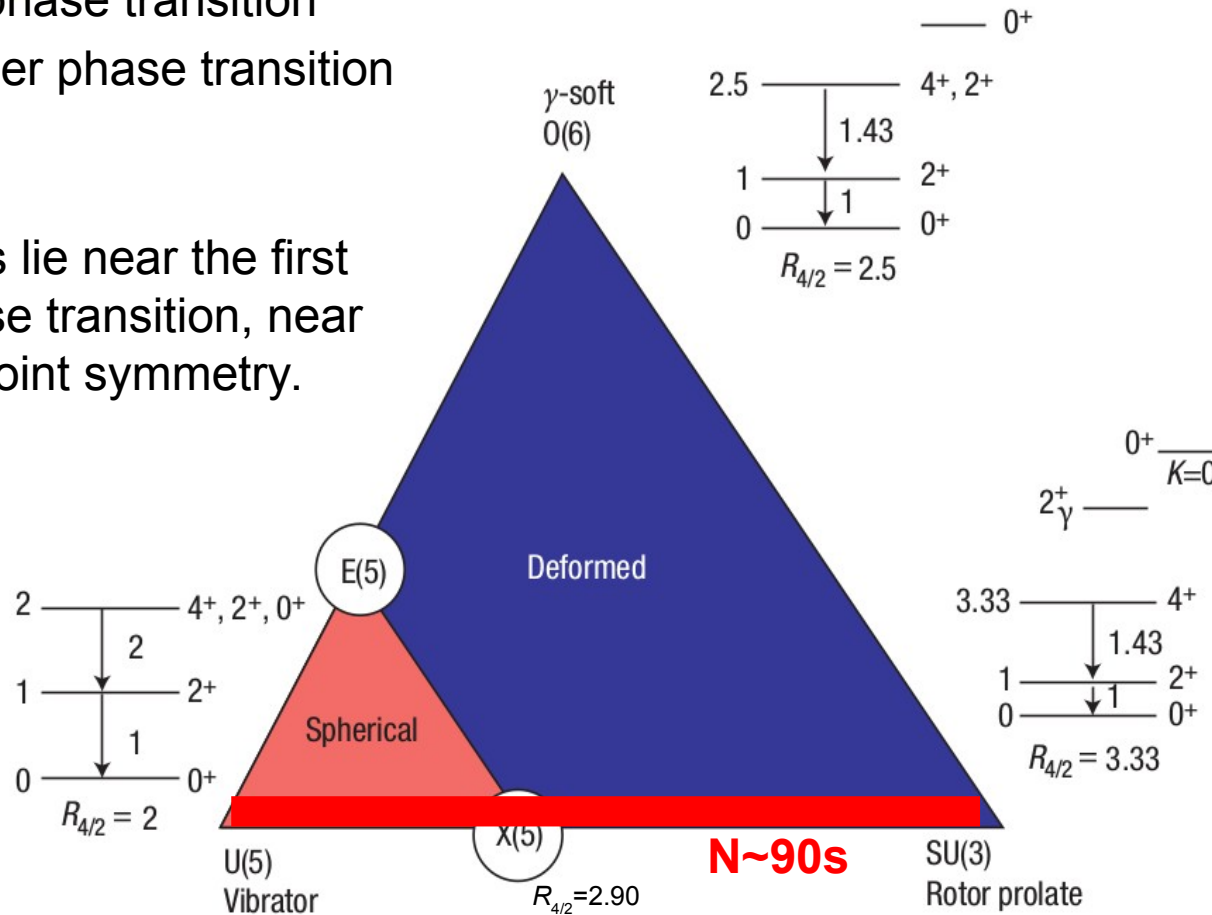 phase transition
er phase transition
s lie near the first
se transition, near
oint symmetry.
γ-soft
O(6)
0⁺
2.5 4⁺, 2⁺
1.43
1 2⁺
1
0 0⁺
R₄/₂ = 2.5
E(5)
Deformed
Spherical
2 4⁺, 2⁺, 0⁺
2
1 2⁺
1
0 0⁺
R₄/₂ = 2
0⁺
K=0
2⁺γ
3.33 4⁺
1.43
1 2⁺
1
0 0⁺
R₄/₂ = 3.33
X(5)
N~90s
U(5)
Vibrator
R₄/₂=2.90
SU(3)
Rotor prolate